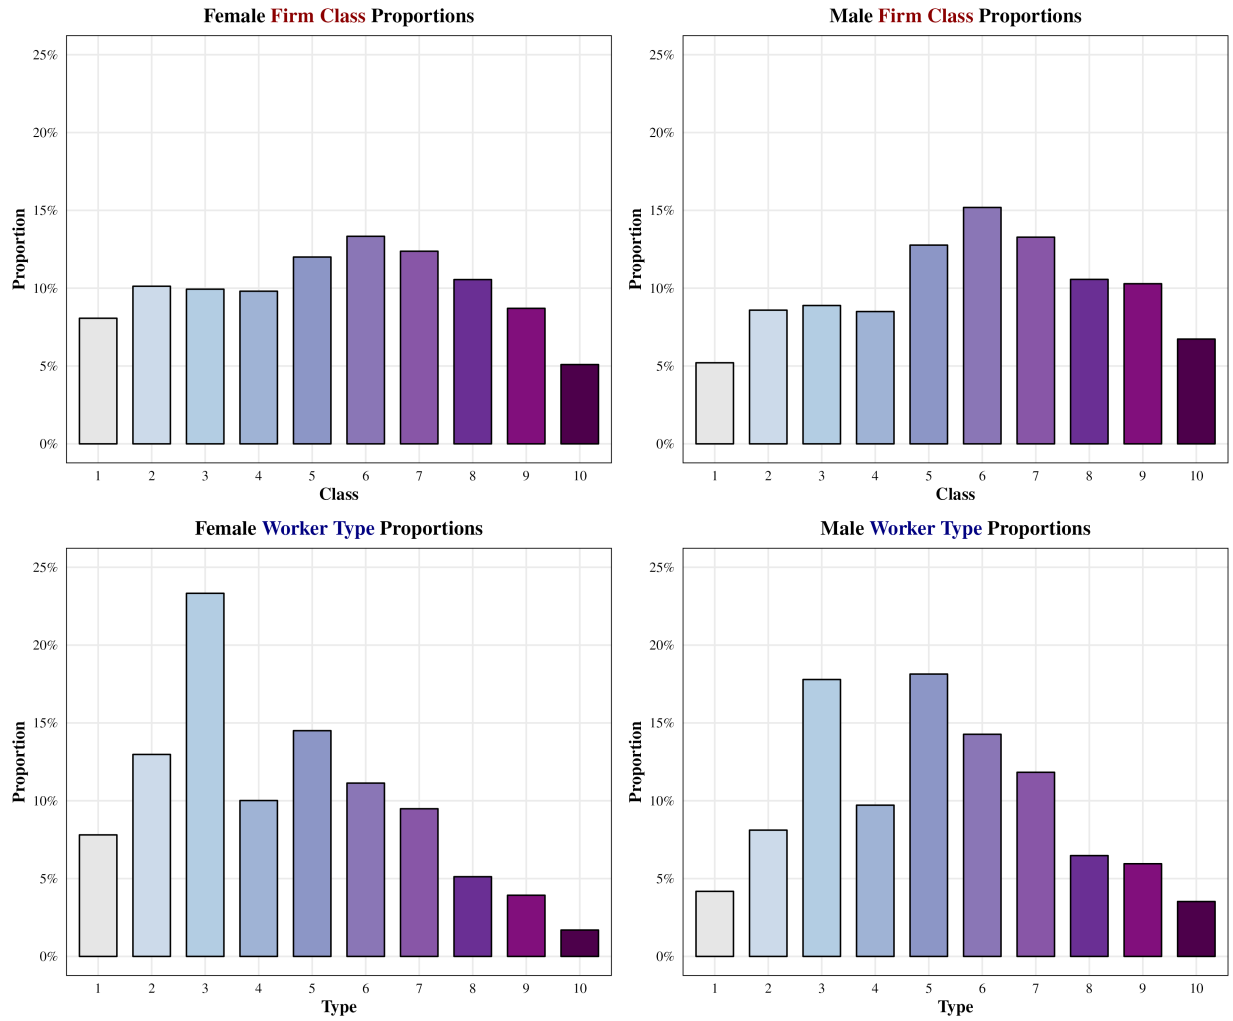 Female Firm Class Proportions
25%
20%
15%
10%
5%
0%
Proportion
1 2 3 4 5 6 7 8 9 10
Class
Male Firm Class Proportions
25%
20%
15%
10%
5%
0%
Proportion
1 2 3 4 5 6 7 8 9 10
Class
Female Worker Type Proportions
25%
20%
15%
10%
5%
0%
Proportion
1 2 3 4 5 6 7 8 9 10
Type
Male Worker Type Proportions
25%
20%
15%
10%
5%
0%
Proportion
1 2 3 4 5 6 7 8 9 10
Type